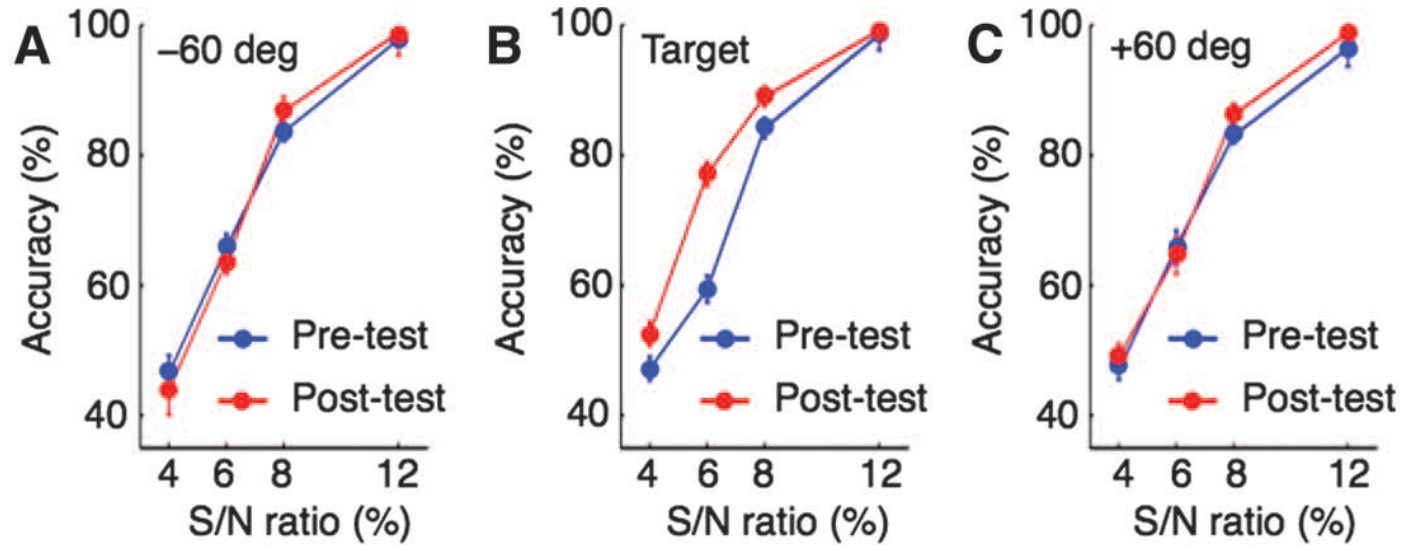 A
–60 deg
100
80
60
40
Accuracy (%)
Pre-test
Post-test
4 6 8 12
S/N ratio (%)
B
Target
100
80
60
40
Accuracy (%)
Pre-test
Post-test
4 6 8 12
S/N ratio (%)
C
+60 deg
100
80
60
40
Accuracy (%)
Pre-test
Post-test
4 6 8 12
S/N ratio (%)